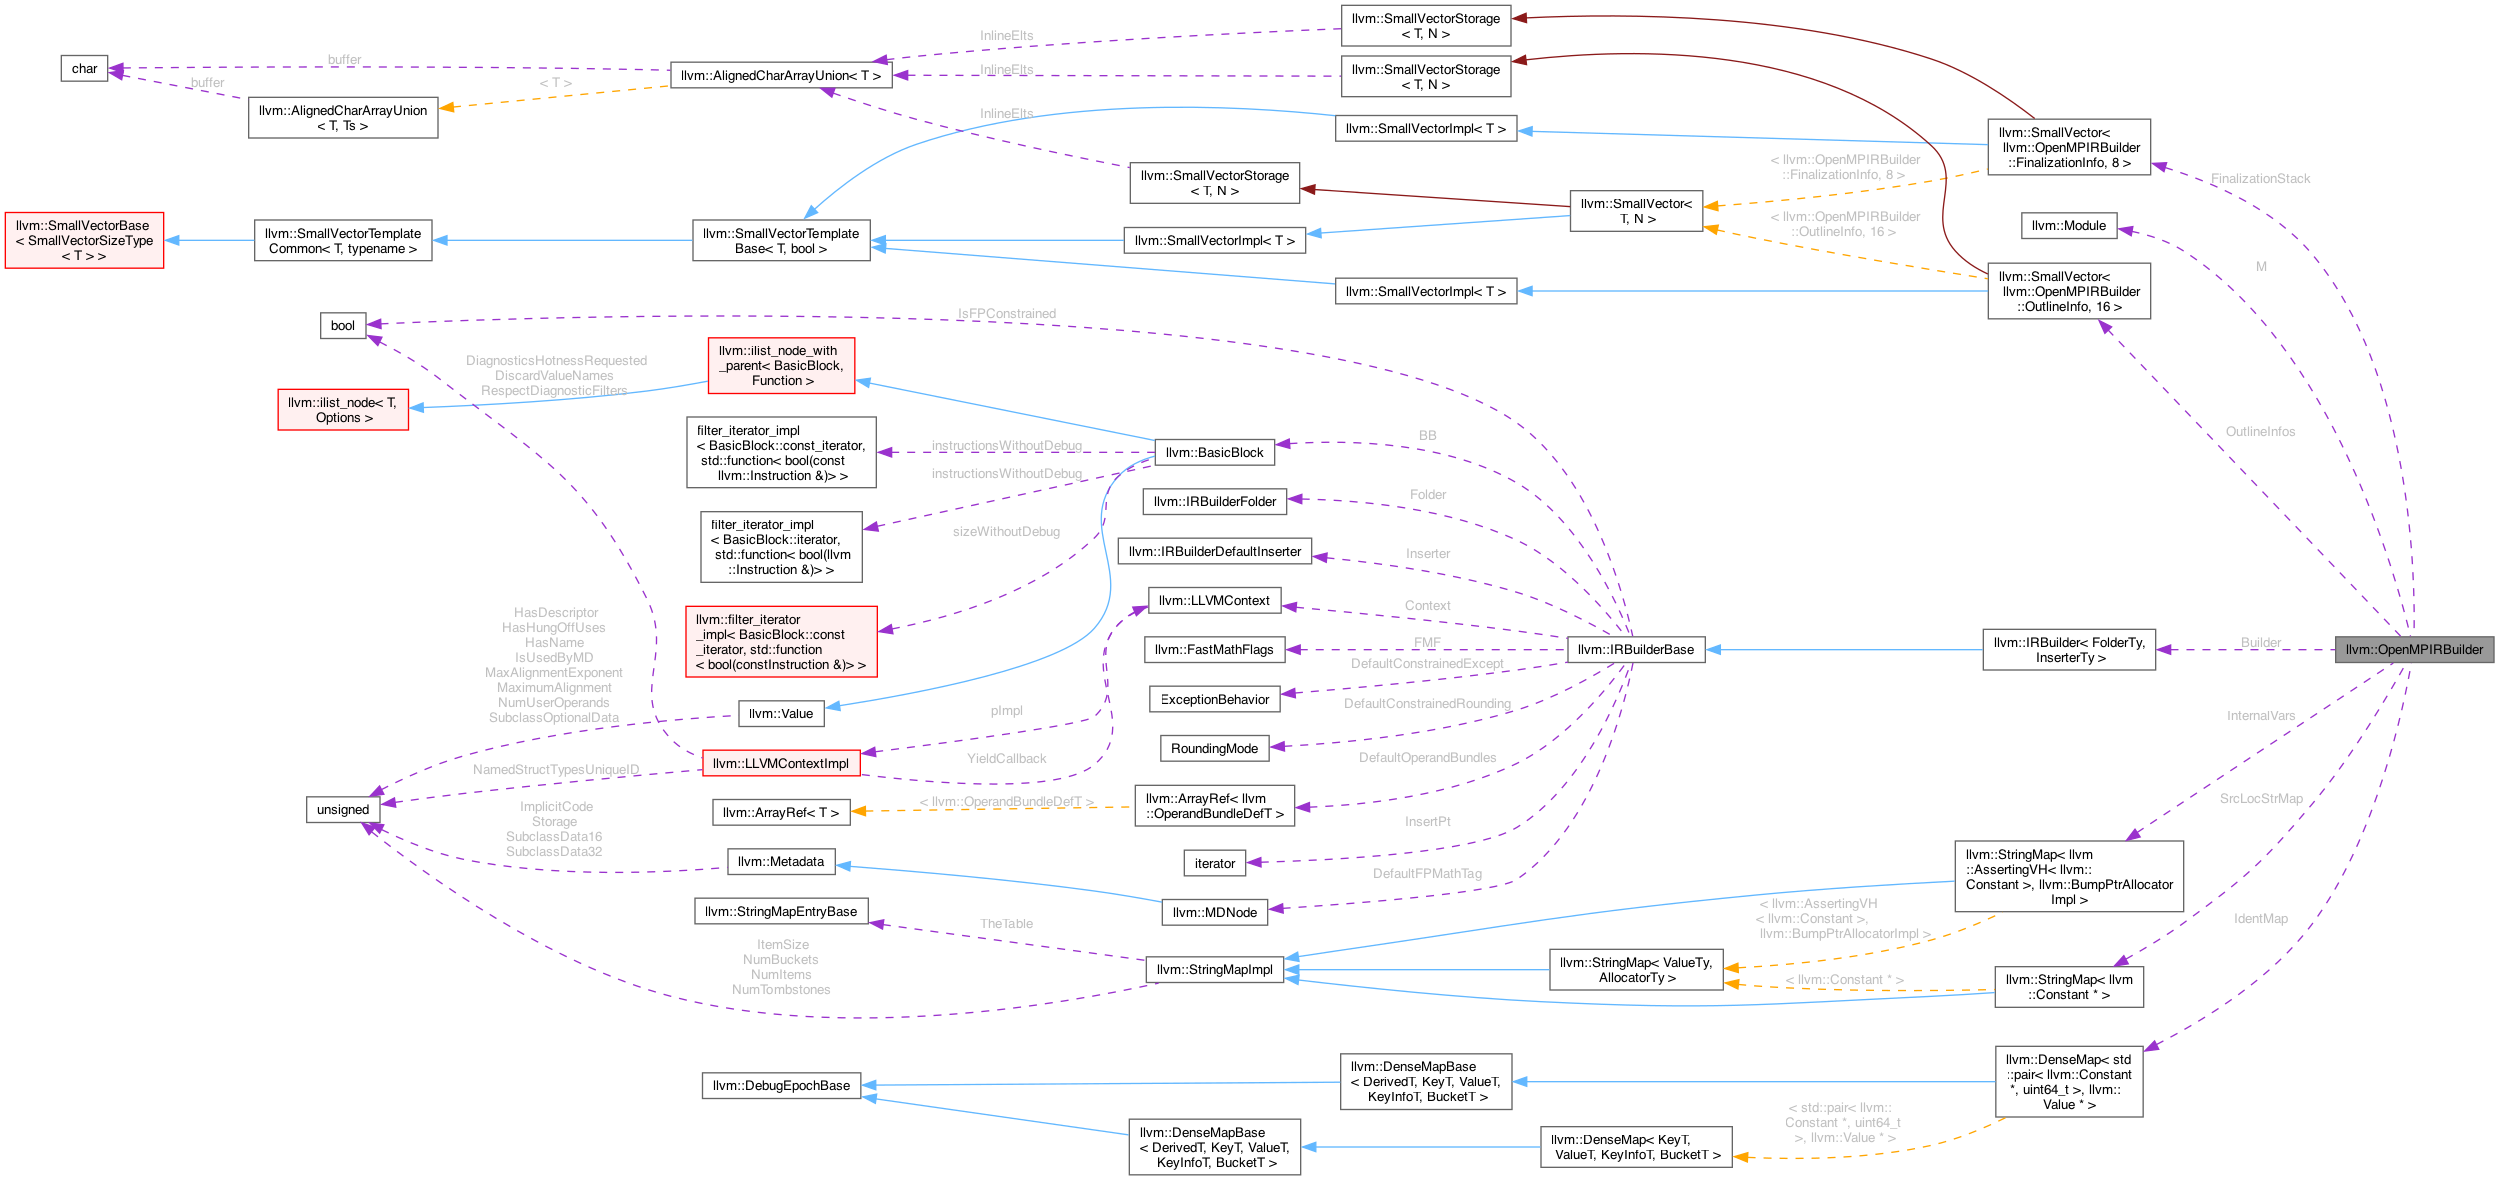 llvm::SmallVectorStorage
< T, N >
InlineElts
char
buffer
llvm::AlignedCharArrayUnion< T >
InlineElts
llvm::SmallVectorStorage
< T, N >
buffer
< T >
llvm::AlignedCharArrayUnion
< T, Ts >
InlineElts
llvm::SmallVectorImpl< T >
llvm::SmallVector<
llvm::OpenMPIRBuilder
::FinalizationInfo, 8 >
< llvm::OpenMPIRBuilder
::FinalizationInfo, 8 >
llvm::SmallVectorStorage
< T, N >
FinalizationStack
llvm::SmallVector<
T, N >
llvm::SmallVectorBase
< SmallVectorSizeType
< T > >
llvm::SmallVectorTemplate
Common< T, typename >
llvm::SmallVectorTemplate
Base< T, bool >
llvm::SmallVectorImpl< T >
< llvm::OpenMPIRBuilder
::OutlineInfo, 16 >
llvm::Module
M
llvm::SmallVectorImpl< T >
llvm::SmallVector<
llvm::OpenMPIRBuilder
::OutlineInfo, 16 >
bool
IsFPConstrained
DiagnosticsHotnessRequested
DiscardValueNames
RespectDiagnosticFilters
llvm::ilist_node_with
_parent< BasicBlock,
Function >
llvm::ilist_node< T,
Options >
filter_iterator_impl
< BasicBlock::const_iterator,
std::function< bool(const
llvm::Instruction &)> >
instructionsWithoutDebug
instructionsWithoutDebug
llvm::BasicBlock
BB
OutlineInfos
llvm::IRBuilderFolder
Folder
filter_iterator_impl
< BasicBlock::iterator,
std::function< bool(llvm
::Instruction &)> >
sizeWithoutDebug
llvm::IRBuilderDefaultInserter
Inserter
llvm::LLVMContext
Context
HasDescriptor
HasHungOffUses
HasName
IsUsedByMD
MaxAlignmentExponent
MaximumAlignment
NumUserOperands
SubclassOptionalData
llvm::filter_iterator
_impl< BasicBlock::const
_iterator, std::function
< bool(constInstruction &)> >
llvm::FastMathFlags
FMF
llvm::IRBuilderBase
llvm::IRBuilder< FolderTy,
InserterTy >
Builder
llvm::OpenMPIRBuilder
DefaultConstrainedExcept
ExceptionBehavior
llvm::Value
pImpl
DefaultConstrainedRounding
InternalVars
RoundingMode
llvm::LLVMContextImpl
YieldCallback
DefaultOperandBundles
NamedStructTypesUniqueID
unsigned
llvm::ArrayRef< T >
< llvm::OperandBundleDefT >
llvm::ArrayRef< llvm
::OperandBundleDefT >
SrcLocStrMap
ImplicitCode
Storage
SubclassData16
SubclassData32
InsertPt
llvm::Metadata
iterator
DefaultFPMathTag
llvm::StringMap< llvm
::AssertingVH< llvm::
Constant >, llvm::BumpPtrAllocator
Impl >
llvm::StringMapEntryBase
TheTable
llvm::MDNode
< llvm::AssertingVH
< llvm::Constant >,
llvm::BumpPtrAllocatorImpl >
IdentMap
ItemSize
NumBuckets
NumItems
NumTombstones
llvm::StringMapImpl
llvm::StringMap< ValueTy,
AllocatorTy >
< llvm::Constant * >
llvm::StringMap< llvm
::Constant * >
llvm::DebugEpochBase
llvm::DenseMapBase
< DerivedT, KeyT, ValueT,
KeyInfoT, BucketT >
llvm::DenseMap< std
::pair< llvm::Constant
*, uint64_t >, llvm::
Value * >
< std::pair< llvm::
Constant *, uint64_t
>, llvm::Value * >
llvm::DenseMapBase
< DerivedT, KeyT, ValueT,
KeyInfoT, BucketT >
llvm::DenseMap< KeyT,
ValueT, KeyInfoT, BucketT >